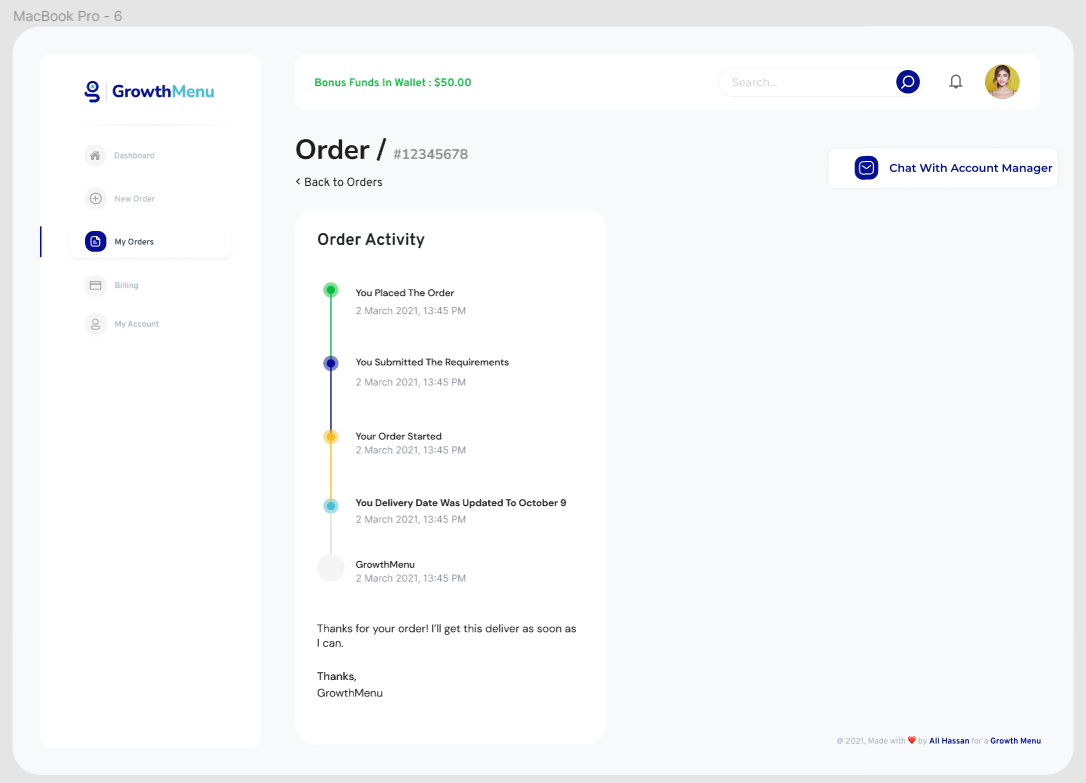 MacBook Pro - 6
GrowthMenu
Dashboard
New Order
My Orders
Billing
My Account
Bonus Funds In Wallet : $50.00
Search...
Order / #12345678
< Back to Orders
Chat With Account Manager
Order Activity
You Placed The Order
2 March 2021, 13:45 PM
You Submitted The Requirements
2 March 2021, 13:45 PM
Your Order Started
2 March 2021, 13:45 PM
You Delivery Date Was Updated To October 9
2 March 2021, 13:45 PM
GrowthMenu
2 March 2021, 13:45 PM
Thanks for your order! I'll get this deliver as soon as
I can.
Thanks,
GrowthMenu
@ 2021, Made with ❤️ by Ali Hassan for a Growth Menu